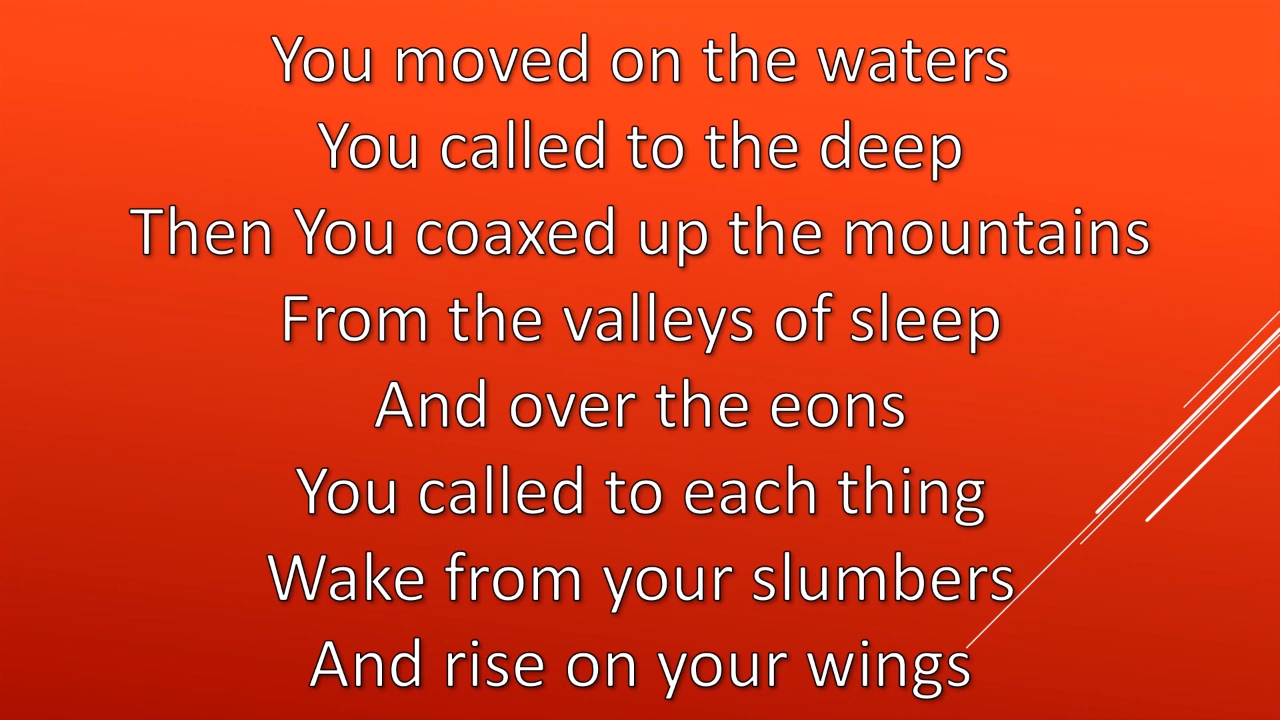 You moved on the waters
You called to the deep
Then You coaxed up the mountains
From the valleys of sleep
And over the eons
You called to each thing
Wake from your slumbers
And rise on your wings